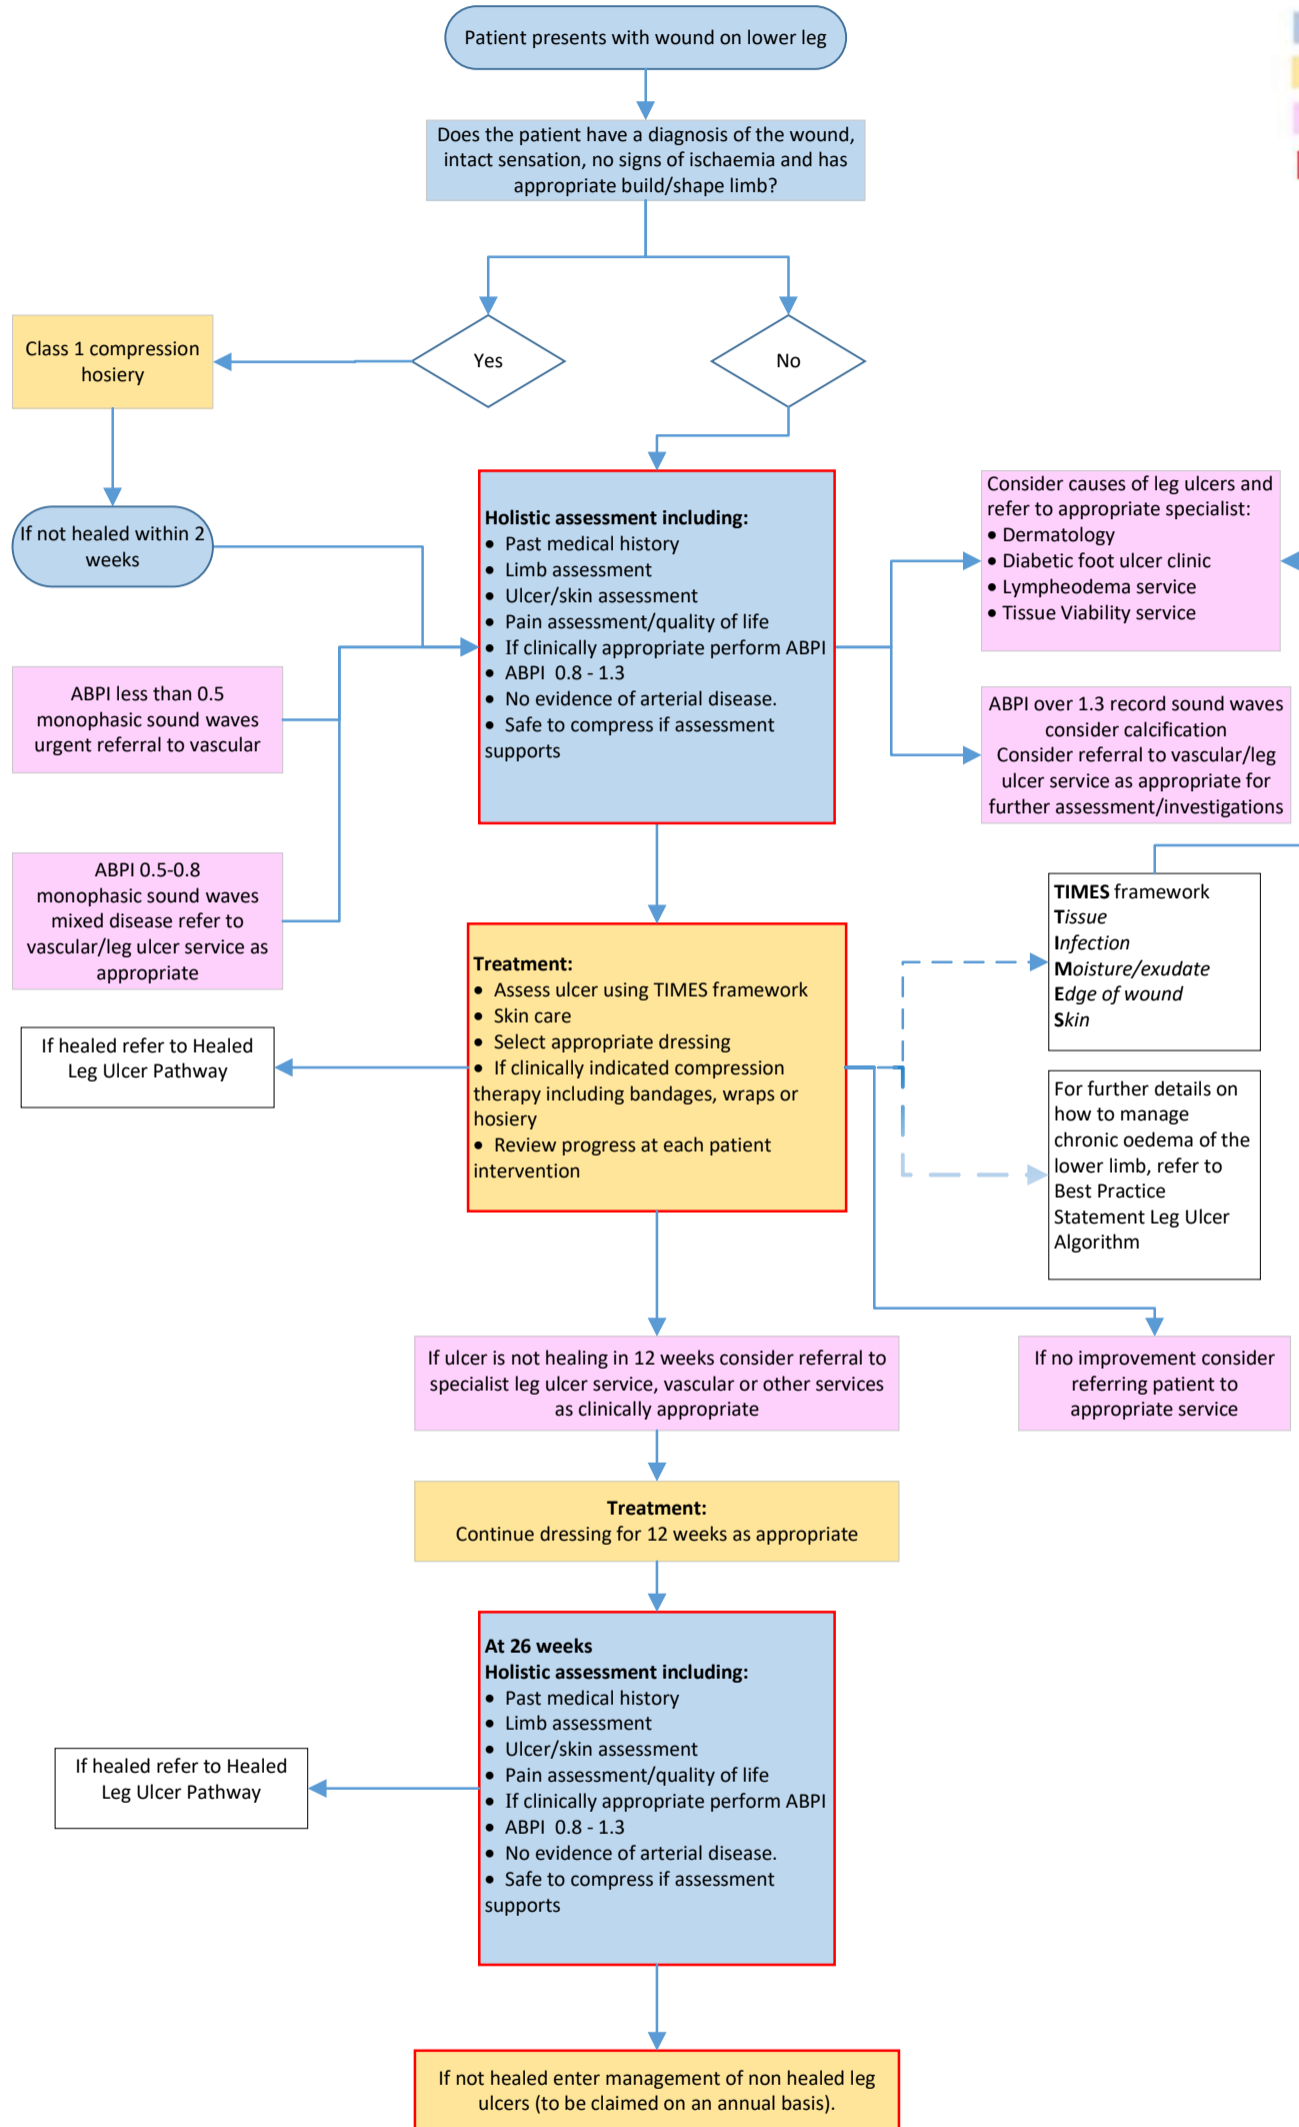 Patient presents with wound on lower leg
Does the patient have a diagnosis of the wound,
intact sensation, no signs of ischaemia and has
appropriate build/shape limb?
Yes
No
Class 1 compression
hosiery
If not healed within 2
weeks
Holistic assessment including:
• Past medical history
• Limb assessment
• Ulcer/skin assessment
• Pain assessment/quality of life
• If clinically appropriate perform ABPI
• ABPI 0.8 - 1.3
• No evidence of arterial disease.
• Safe to compress if assessment
supports
Consider causes of leg ulcers and
refer to appropriate specialist:
• Dermatology
• Diabetic foot ulcer clinic
• Lympheodema service
• Tissue Viability service
ABPI less than 0.5
monophasic sound waves
urgent referral to vascular
ABPI over 1.3 record sound waves
consider calcification
Consider referral to vascular/leg
ulcer service as appropriate for
further assessment/investigations
ABPI 0.5-0.8
monophasic sound waves
mixed disease refer to
vascular/leg ulcer service as
appropriate
TIMES framework
Tissue
Infection
Moisture/exudate
Edge of wound
Skin
Treatment:
• Assess ulcer using TIMES framework
• Skin care
• Select appropriate dressing
• If clinically indicated compression
therapy including bandages, wraps or
hosiery
• Review progress at each patient
intervention
If healed refer to Healed
Leg Ulcer Pathway
For further details on
how to manage
chronic oedema of the
lower limb, refer to
Best Practice
Statement Leg Ulcer
Algorithm
If ulcer is not healing in 12 weeks consider referral to
specialist leg ulcer service, vascular or other services
as clinically appropriate
If no improvement consider
referring patient to
appropriate service
Treatment:
Continue dressing for 12 weeks as appropriate
At 26 weeks
Holistic assessment including:
• Past medical history
• Limb assessment
• Ulcer/skin assessment
• Pain assessment/quality of life
• If clinically appropriate perform ABPI
• ABPI 0.8 - 1.3
• No evidence of arterial disease.
• Safe to compress if assessment
supports
If healed refer to Healed
Leg Ulcer Pathway
If not healed enter management of non healed leg
ulcers (to be claimed on an annual basis).